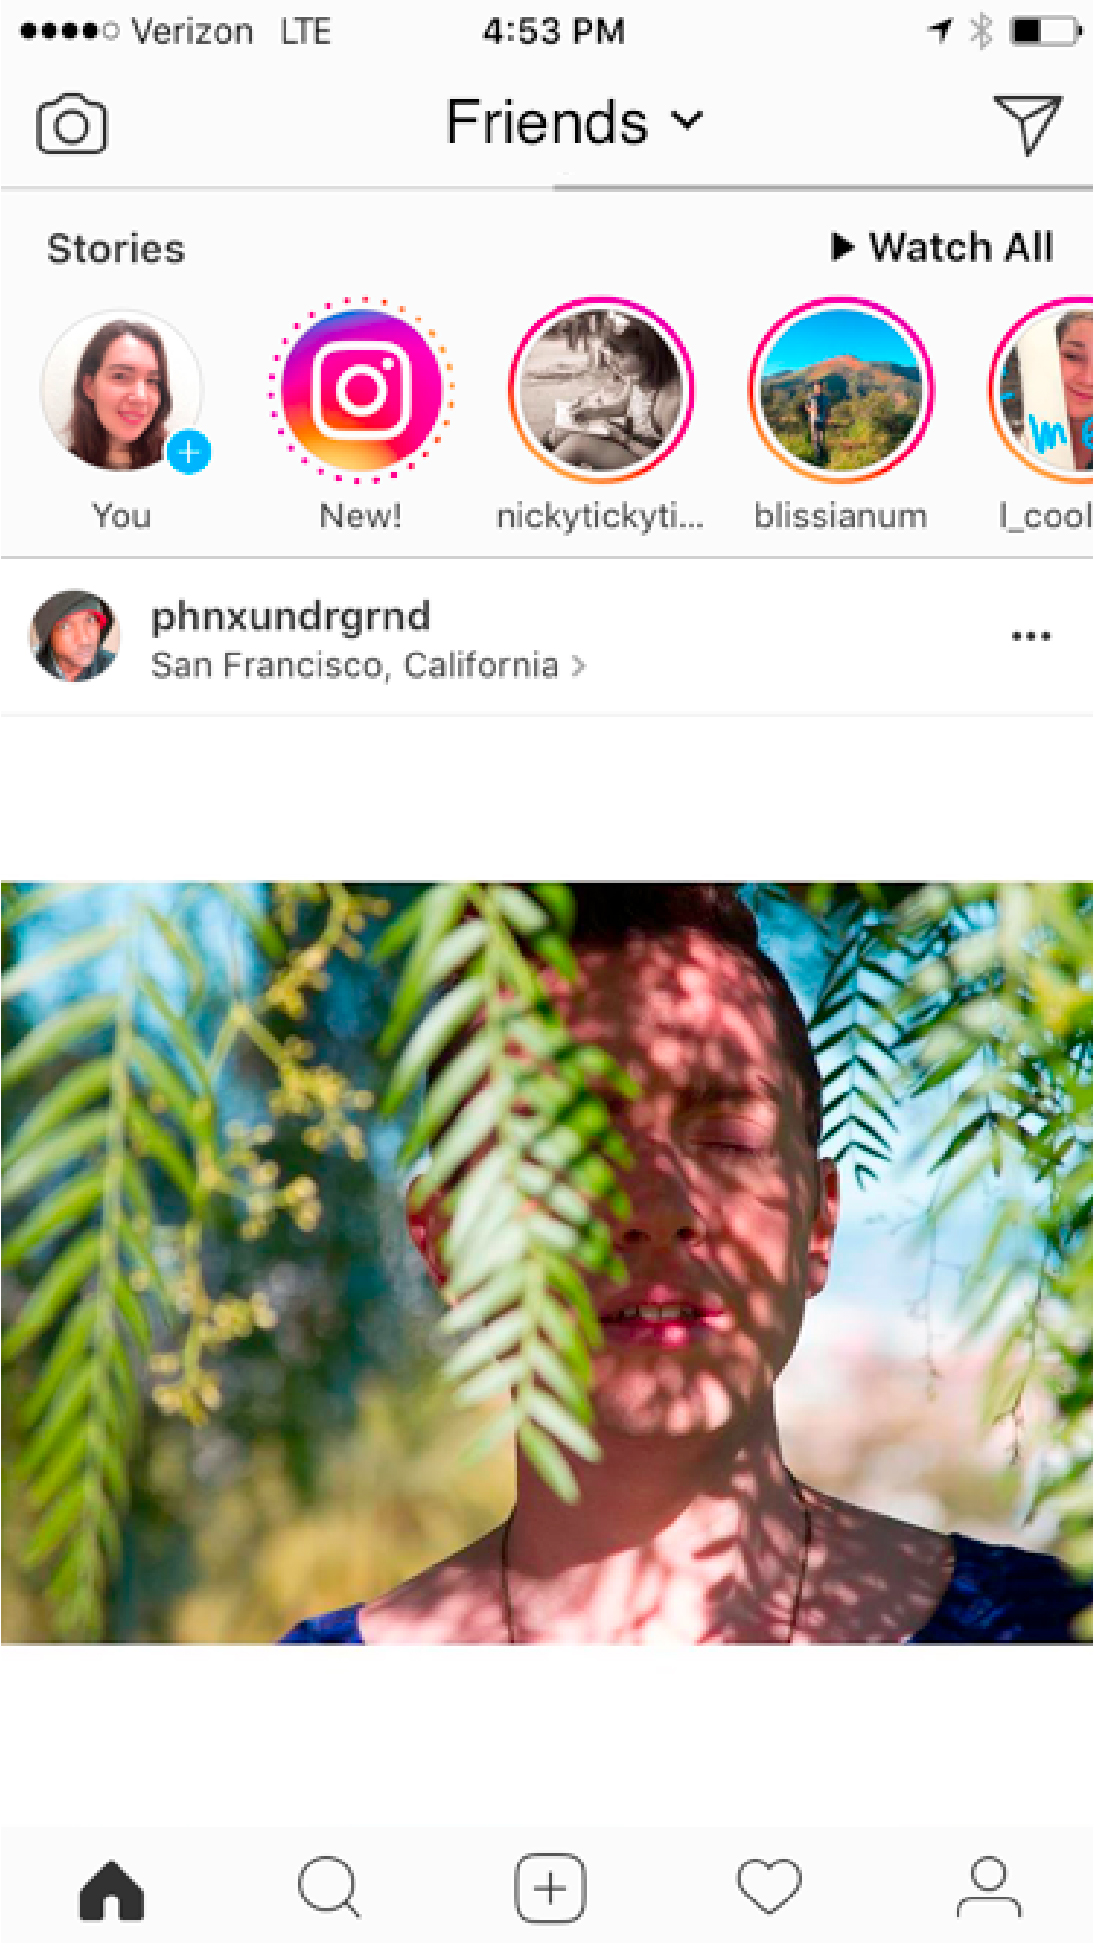 Verizon LTE 4:53 PM
Friends
Stories Watch All
You New! nickytickyti... blissianum l_cool
phnxundrgrnd
San Francisco, California >